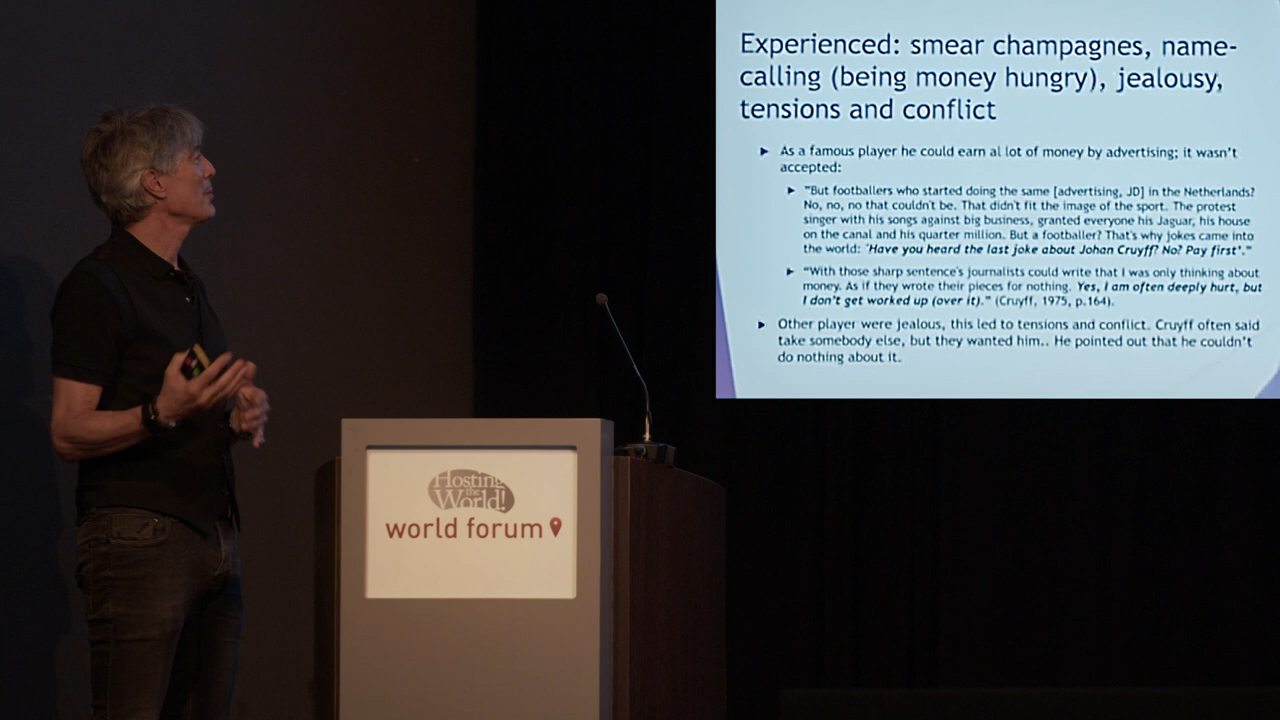 Experienced: smear champagnes, name-
calling (being money hungry), jealousy,
tensions and conflict
As a famous player he could earn al lot of money by advertising; it wasn't
accepted:
"But footballers who started doing the same [advertising, JD] in the Netherlands?
No, no, no that couldn't be. That didn't fit the image of the sport. The protest
singer with his songs against big business, granted everyone his Jaguar, his house
on the canal and his quarter million. But a footballer? That's why jokes came into
the world: 'Have you heard the last joke about Johan Cruyff? No? Pay first'."
"With those sharp sentence's journalists could write that I was only thinking about
money. As if they wrote their pieces for nothing. Yes, I am often deeply hurt, but
I don't get worked up (over it)." (Cruyff, 1975, p.164).
Other player were jealous, this led to tensions and conflict. Cruyff often said
take somebody else, but they wanted him.. He pointed out that he couldn't
do nothing about it.
Hosting
the
World!
world forum